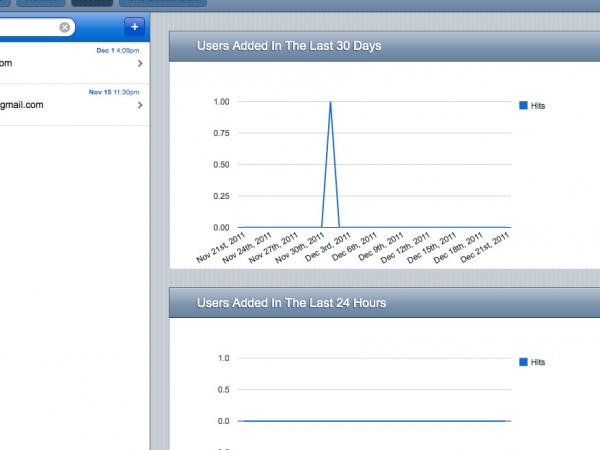 Dec 1 4:09pm
om
Nov 15 11:30pm
gmail.com
+
Users Added In The Last 30 Days
1.00
0.75
0.50
0.25
0.00
Hits
Nov 21st, 2011
Nov 24th, 2011
Nov 27th, 2011
Nov 30th, 2011
Dec 3rd, 2011
Dec 6th, 2011
Dec 9th, 2011
Dec 12th, 2011
Dec 15th, 2011
Dec 18th, 2011
Dec 21st, 2011
Users Added In The Last 24 Hours
1.0
0.5
0.0
Hits